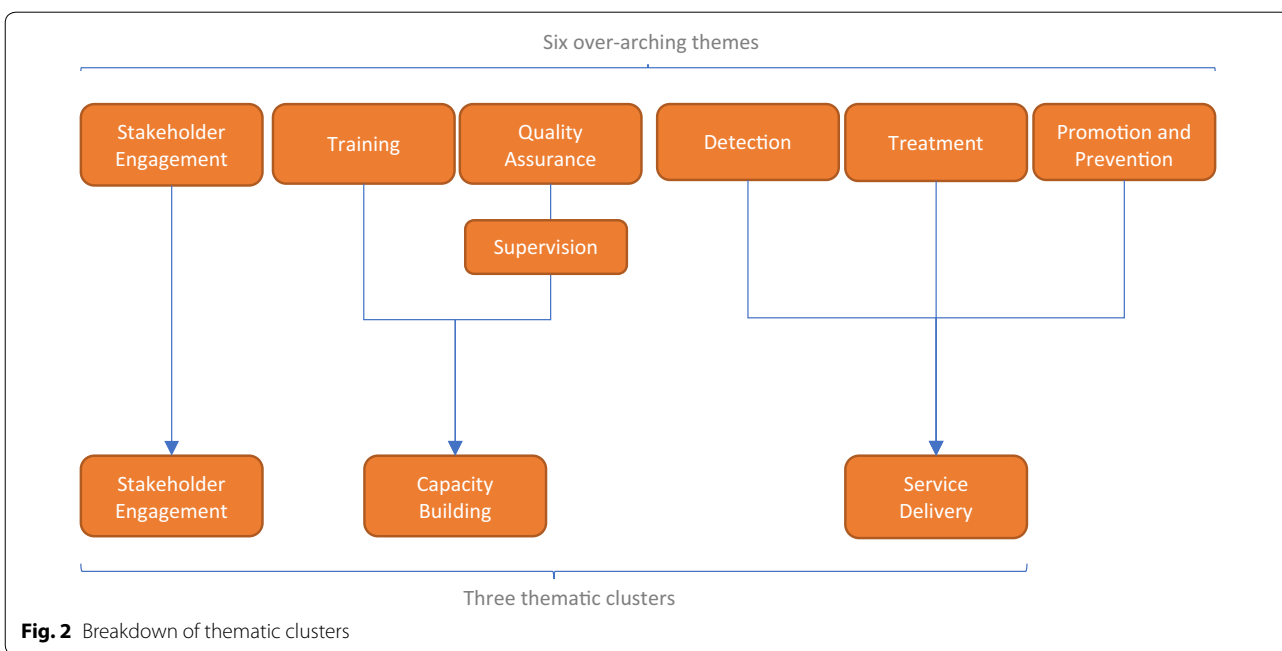 Six over-arching themes
Stakeholder
Engagement
Training
Quality
Assurance
Detection
Treatment
Promotion and
Prevention
Supervision
Stakeholder
Engagement
Capacity
Building
Service
Delivery
Three thematic clusters
Fig. 2 Breakdown of thematic clusters